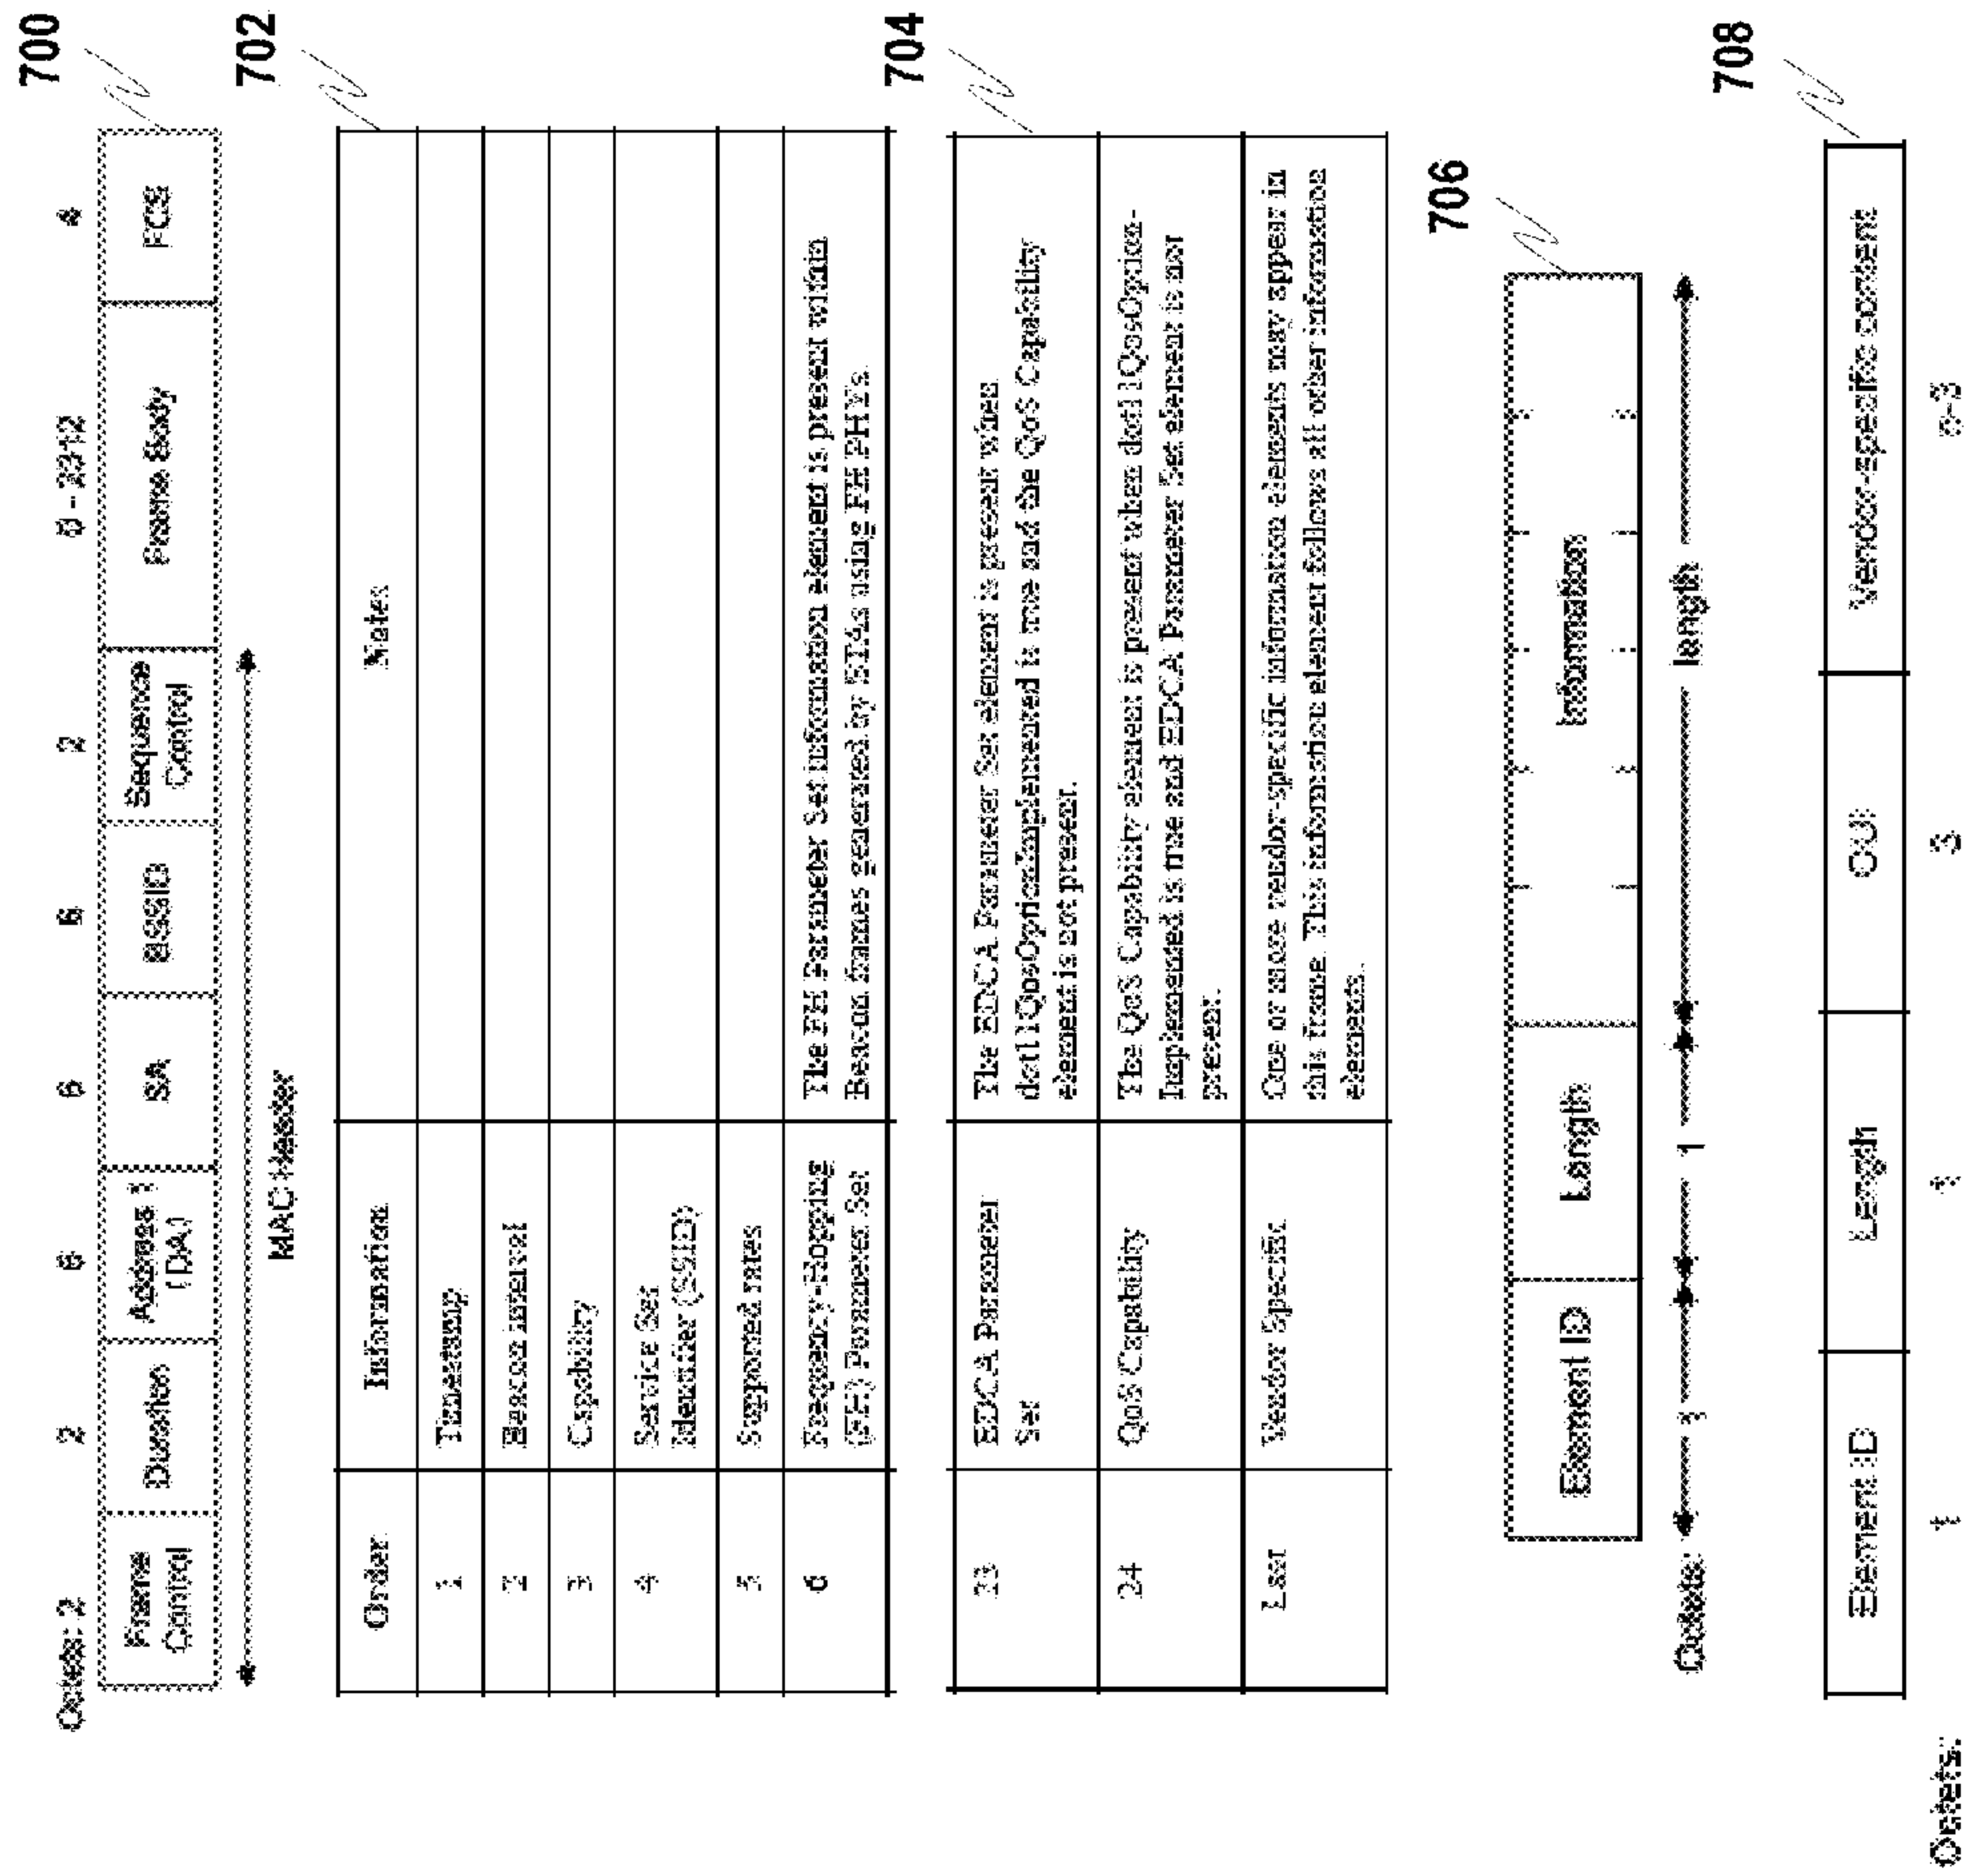 700
Octets: 2 2 6 6 6 2 0 - 2312 4
Frame Control Duration Address 1 (DA) SA BSSID Sequence Control Frame Body FCS
MAC Header
702
Order Information Notes
1 Timestamp
2 Beacon interval
3 Capability
4 Service Set
Identifier (SSID)
5 Supported rates
6 Frequency-Hopping The FH Parameter Set information element is present within
(FH) Parameter Set Beacon frames generated by STAs using FH PHYs.
704
23 EDCA Parameter The EDCA Parameter Set element is present when
Set dot11QosOptionImplemented is true and the QoS Capability
element is not present.
24 QoS Capability The QoS Capability element is present when dot11QosOption-
Implemented is true and EDCA Parameter Set element is not
present.
Last Vendor Specific One or more vendor-specific information elements may appear in
this frame. This information element follows all other information
elements.
706
Element ID Length Information
Octets: 1 1 length
708
Element ID Length OUI Vendor-specific content
Octets: 1 1 3 n-3